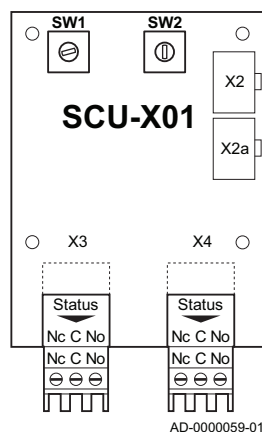 SW1 SW2
X2
SCU-X01
X2a
X3 X4
Status Status
Nc C No Nc C No
Nc C No Nc C No
AD-0000059-01